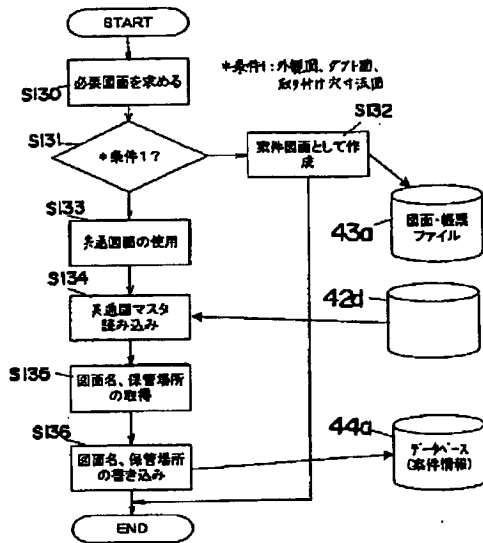 START
必要図面を求める
S130
*条件1:外観図、ダクト図、
取り付け穴寸法図
S131
*条件1?
S132
案件図面として作
成
図面・帳票
ファイル
43a
S133
共通図面の使用
S134
共通図マスタ
読み込み
42d
S135
図面名、保管場所
の取得
S136
図面名、保管場所
の書き込み
44a
データベース
(案件情報)
END